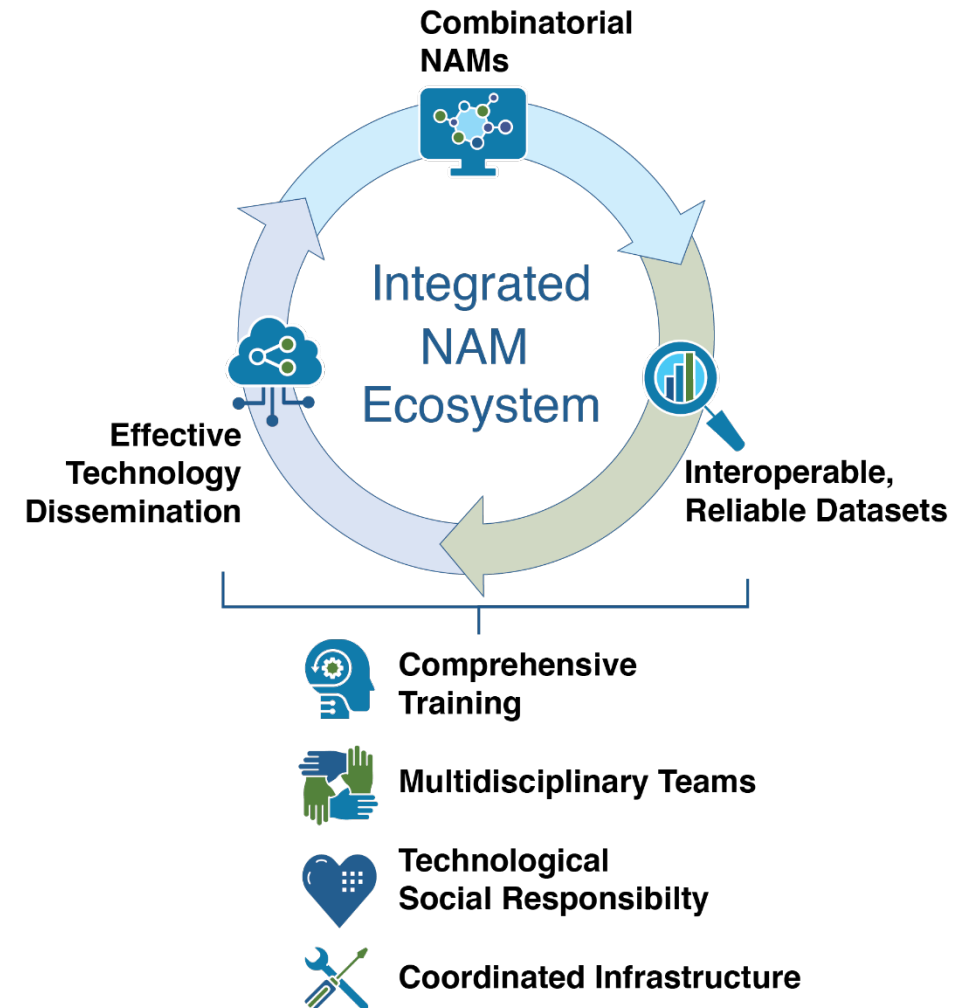 Combinatorial
NAMs
Integrated
NAM
Ecosystem
Effective
Technology
Dissemination
Interoperable,
Reliable Datasets
Comprehensive
Training
Multidisciplinary Teams
Technological
Social Responsibilty
Coordinated Infrastructure